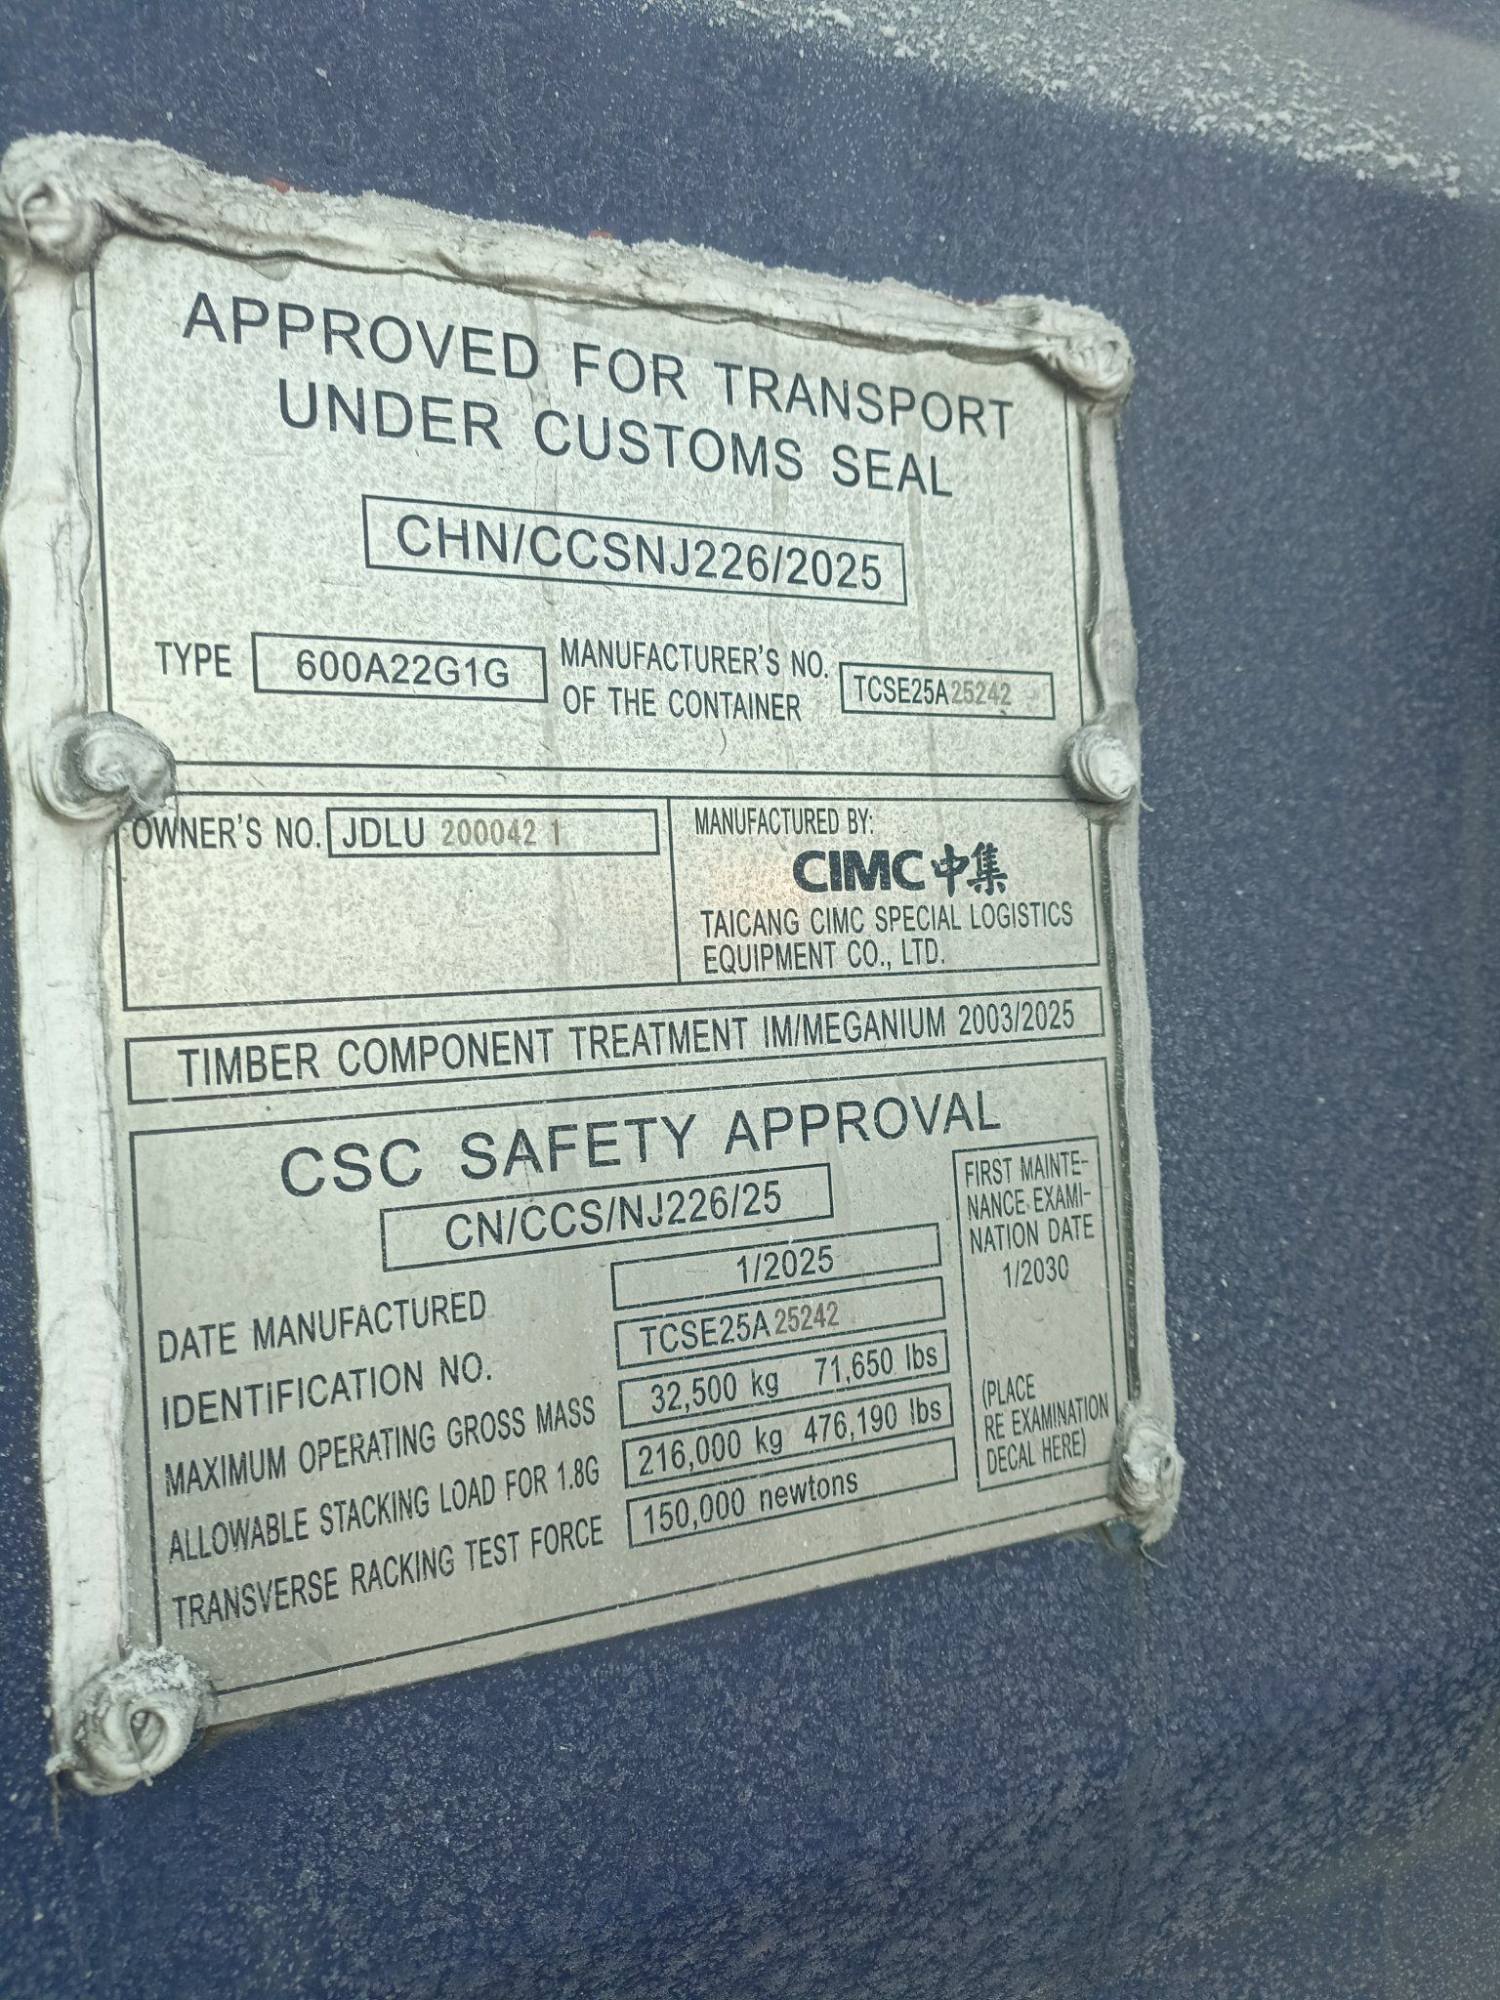 APPROVED FOR TRANSPORT
UNDER CUSTOMS SEAL
CHN/CCSNJ226/2025
TYPE 600A22G1G MANUFACTURER'S NO.
OF THE CONTAINER TCSE25A25242
OWNER'S NO. JDLU 200042 1
MANUFACTURED BY:
CIMC 中集
TAICANG CIMC SPECIAL LOGISTICS
EQUIPMENT CO., LTD.
TIMBER COMPONENT TREATMENT IM/MEGANIUM 2003/2025
CSC SAFETY APPROVAL
CN/CCS/NJ226/25
DATE MANUFACTURED 1/2025
IDENTIFICATION NO. TCSE25A25242
MAXIMUM OPERATING GROSS MASS 32,500 kg 71,650 lbs
ALLOWABLE STACKING LOAD FOR 1.8G 216,000 kg 476,190 lbs
TRANSVERSE RACKING TEST FORCE 150,000 newtons
FIRST MAINTE-
NANCE EXAMI-
NATION DATE
1/2030
(PLACE
RE EXAMINATION
DECAL HERE)